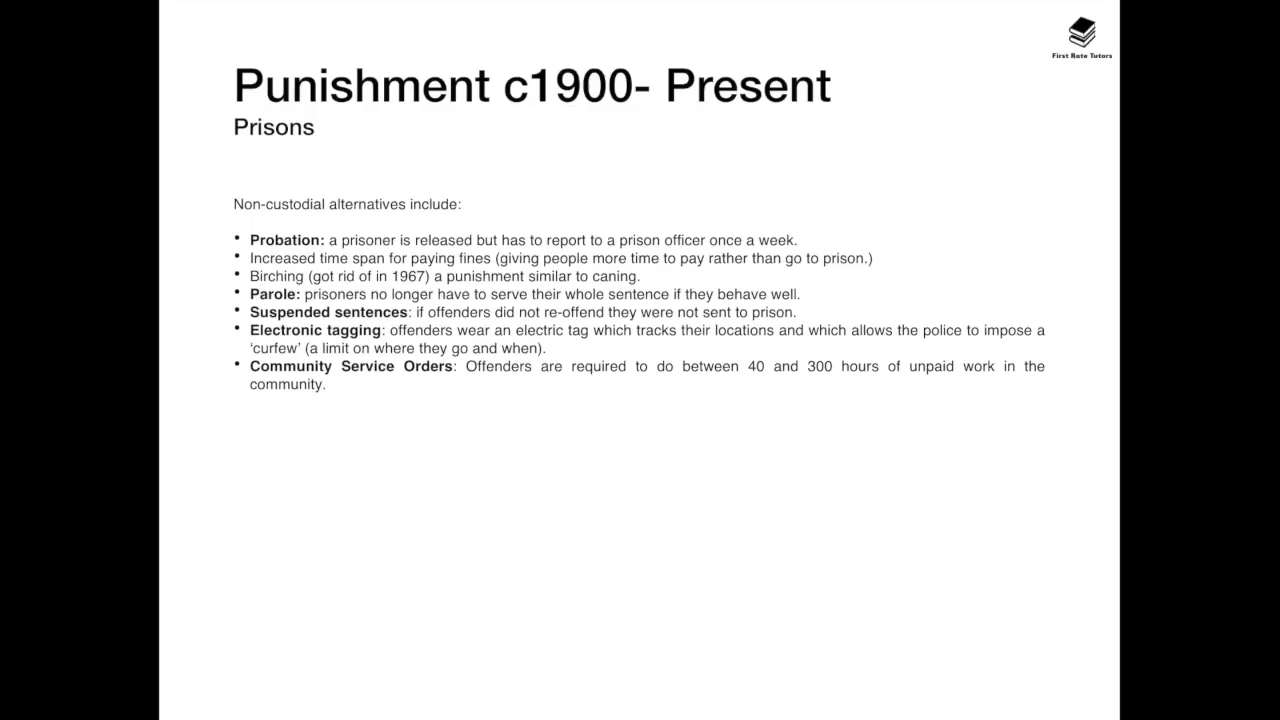 First Rate Tutors
Punishment c1900- Present
Prisons
Non-custodial alternatives include:
• Probation: a prisoner is released but has to report to a prison officer once a week.
• Increased time span for paying fines (giving people more time to pay rather than go to prison.)
• Birching (got rid of in 1967) a punishment similar to caning.
• Parole: prisoners no longer have to serve their whole sentence if they behave well.
• Suspended sentences: if offenders did not re-offend they were not sent to prison.
• Electronic tagging: offenders wear an electric tag which tracks their locations and which allows the police to impose a
‘curfew’ (a limit on where they go and when).
• Community Service Orders: Offenders are required to do between 40 and 300 hours of unpaid work in the
community.